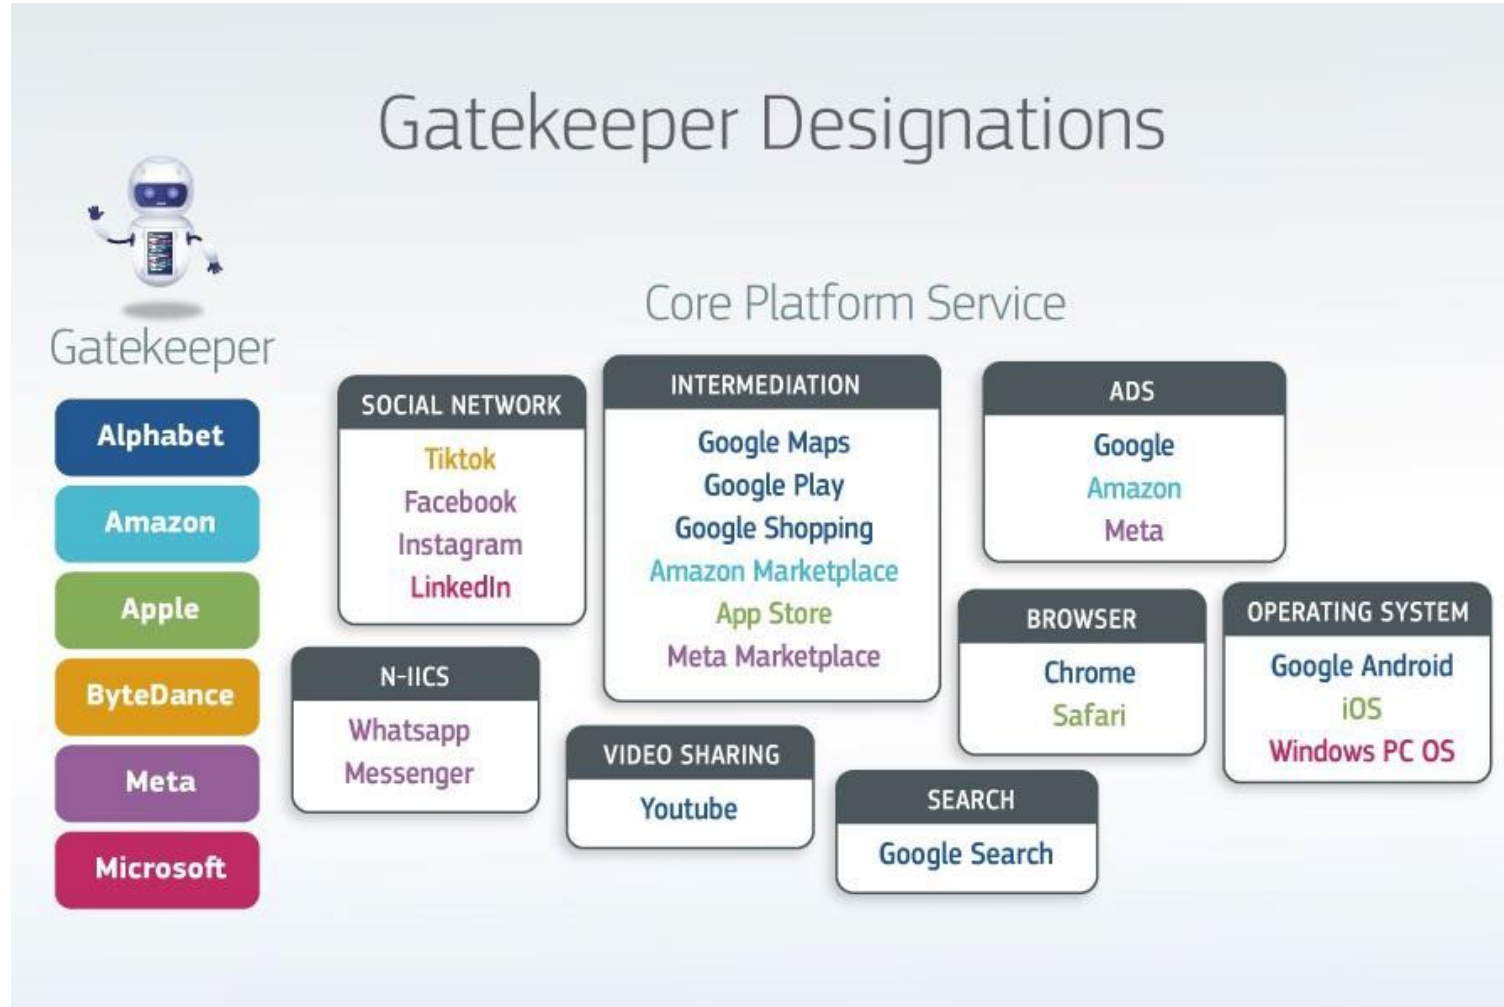 Gatekeeper Designations
Gatekeeper
Alphabet
Amazon
Apple
ByteDance
Meta
Microsoft
Core Platform Service
SOCIAL NETWORK
Tiktok
Facebook
Instagram
LinkedIn
N-IICS
Whatsapp
Messenger
INTERMEDIATION
Google Maps
Google Play
Google Shopping
Amazon Marketplace
App Store
Meta Marketplace
VIDEO SHARING
Youtube
ADS
Google
Amazon
Meta
BROWSER
Chrome
Safari
SEARCH
Google Search
OPERATING SYSTEM
Google Android
iOS
Windows PC OS